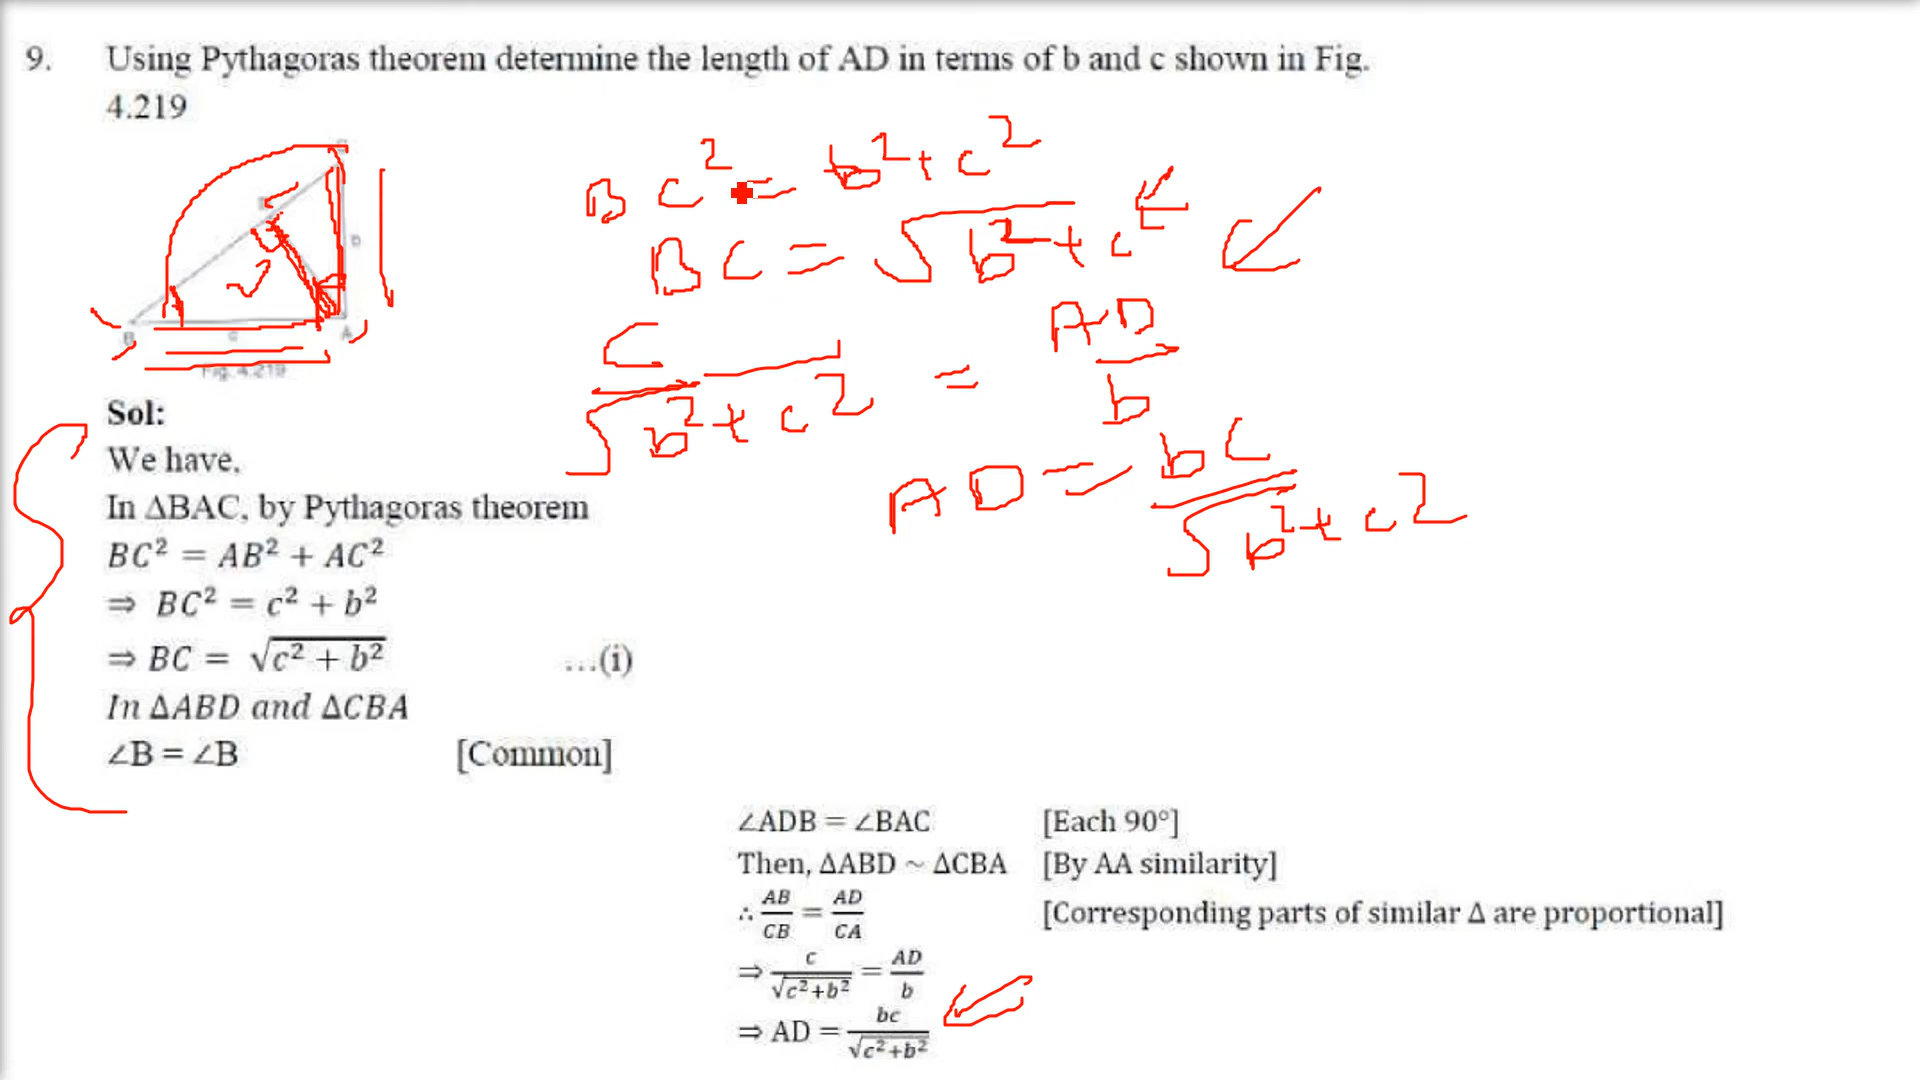 9. Using Pythagoras theorem determine the length of AD in terms of b and c shown in Fig.
4.219
b
B
c
A
Fig. 4.219
BC² = b² + c²
BC = √b² + c²
c/√b² + c² = AD/b
AD = bc/√b² + c²
Sol:
We have,
In ΔBAC, by Pythagoras theorem
BC² = AB² + AC²
⇒ BC² = c² + b²
⇒ BC = √c² + b² …(i)
In ΔABD and ΔCBA
∠B = ∠B [Common]
∠ADB = ∠BAC [Each 90°]
Then, ΔABD ~ ΔCBA [By AA similarity]
∴ AB/CB = AD/CA [Corresponding parts of similar Δ are proportional]
⇒ c/√c²+b² = AD/b
⇒ AD = bc/√c²+b²